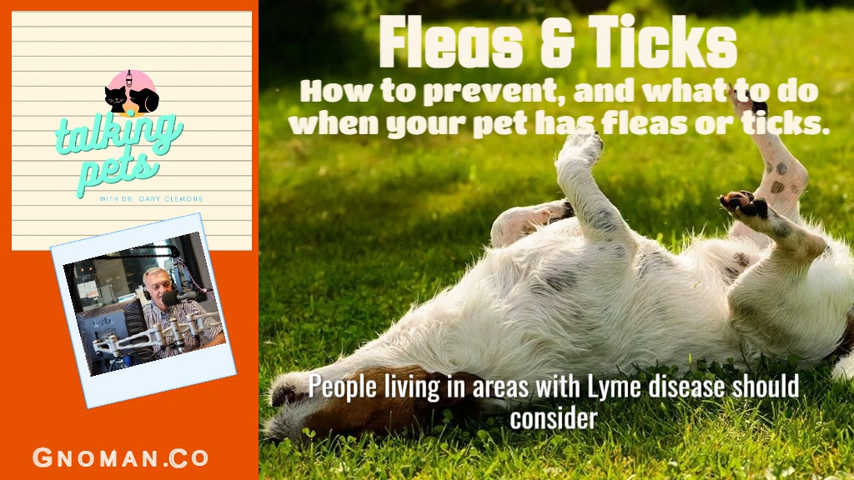 talking
pets
WITH DR. GARY CLEMONS
GNOMAN.CO
Fleas & Ticks
How to prevent, and what to do
when your pet has fleas or ticks.
People living in areas with Lyme disease should
consider